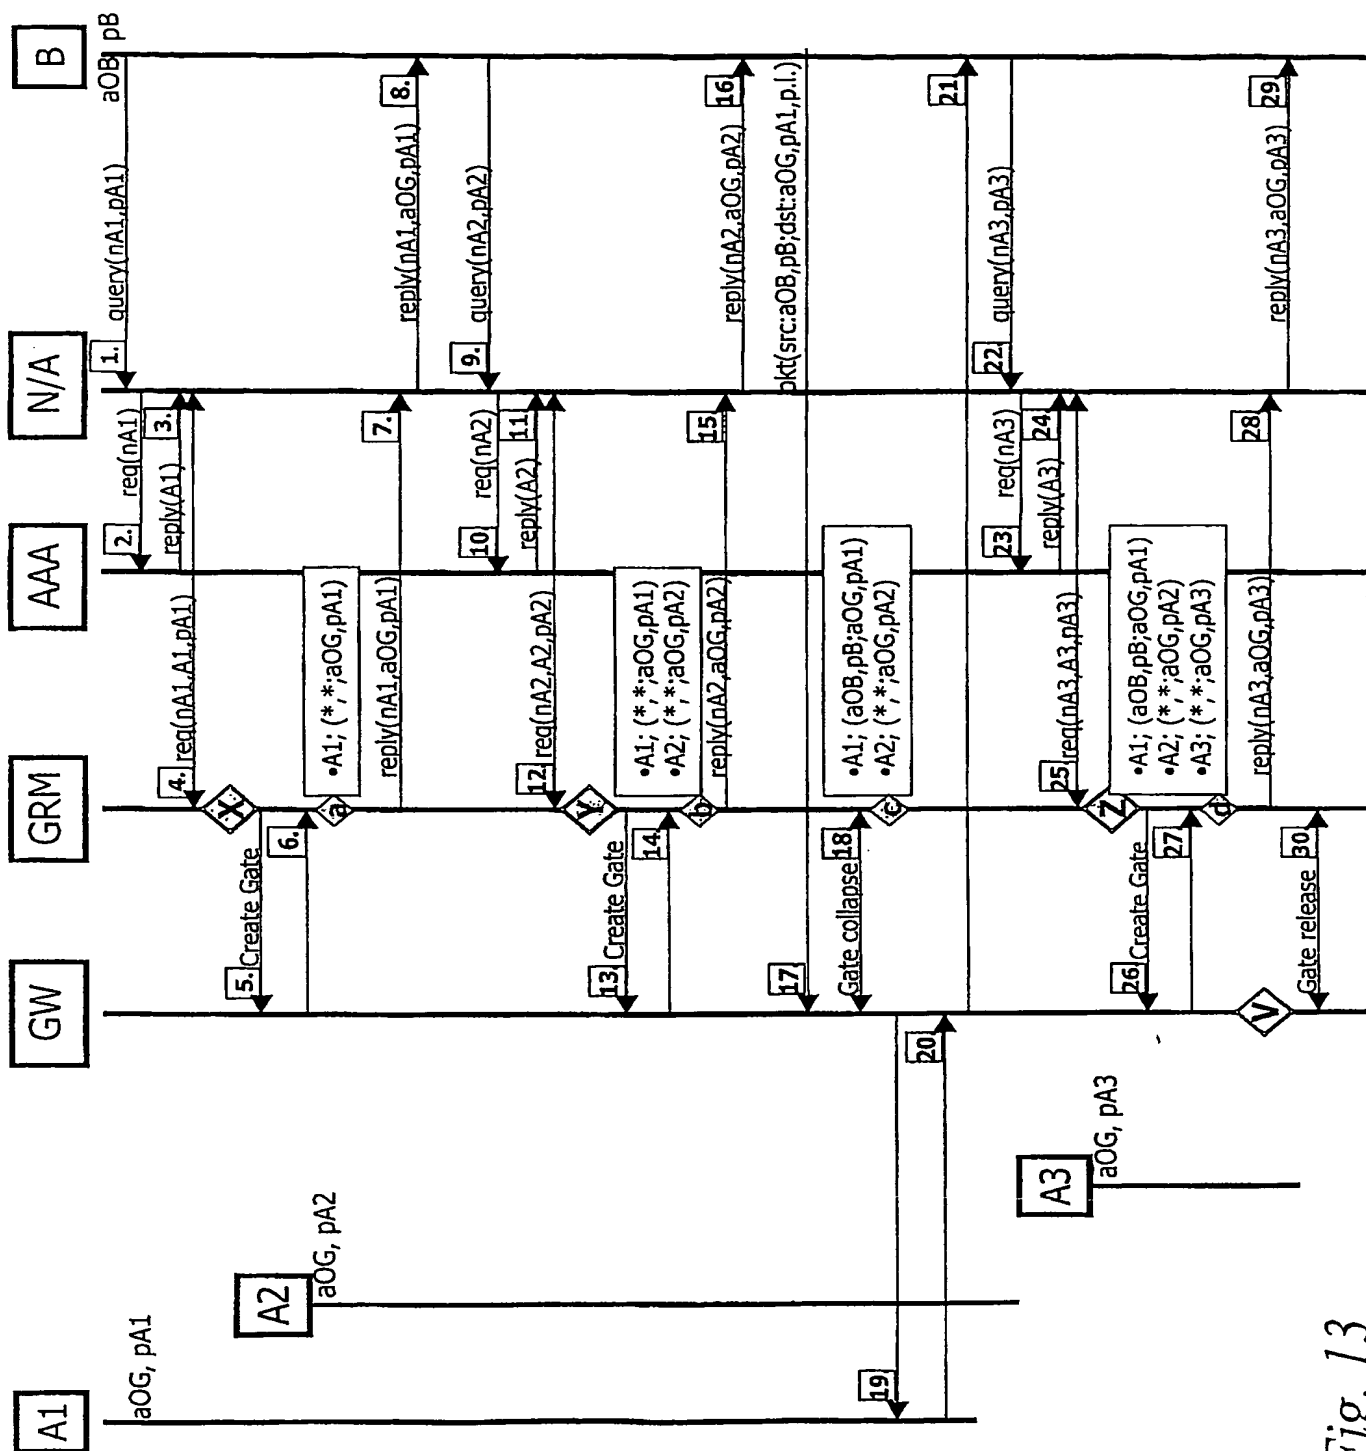 A1
A2
A3
GW
GRM
AAA
N/A
B
aOG, pA1
aOG, pA2
aOG, pA3
aOB, pB
1. query(nA1,pA1)
2. req(nA1)
3. reply(A1)
4. req(nA1,A1,pA1)
X
5. Create Gate
6.
a
•A1; (*,*;aOG,pA1)
7. reply(nA1,aOG,pA1)
8. reply(nA1,aOG,pA1)
9. query(nA2,pA2)
10 req(nA2)
11 reply(A2)
12 req(nA2,A2,pA2)
Y
13 Create Gate
14
b
•A1; (*,*;aOG,pA1)
•A2; (*,*;aOG,pA2)
15 reply(nA2,aOG,pA2)
16 reply(nA2,aOG,pA2)
17 pkt(src:aOB,pB;dst:aOG,pA1,p.l.)
18 Gate collapse
c
•A1; (aOB,pB;aOG,pA1)
•A2; (*,*;aOG,pA2)
19
20
21
22 query(nA3,pA3)
23 req(nA3)
24 reply(A3)
25 req(nA3,A3,pA3)
Z
26 Create Gate
27
d
•A1; (aOB,pB;aOG,pA1)
•A2; (*,*;aOG,pA2)
•A3; (*,*;aOG,pA3)
28 reply(nA3,aOG,pA3)
29 reply(nA3,aOG,pA3)
V
30 Gate release
Fig. 13